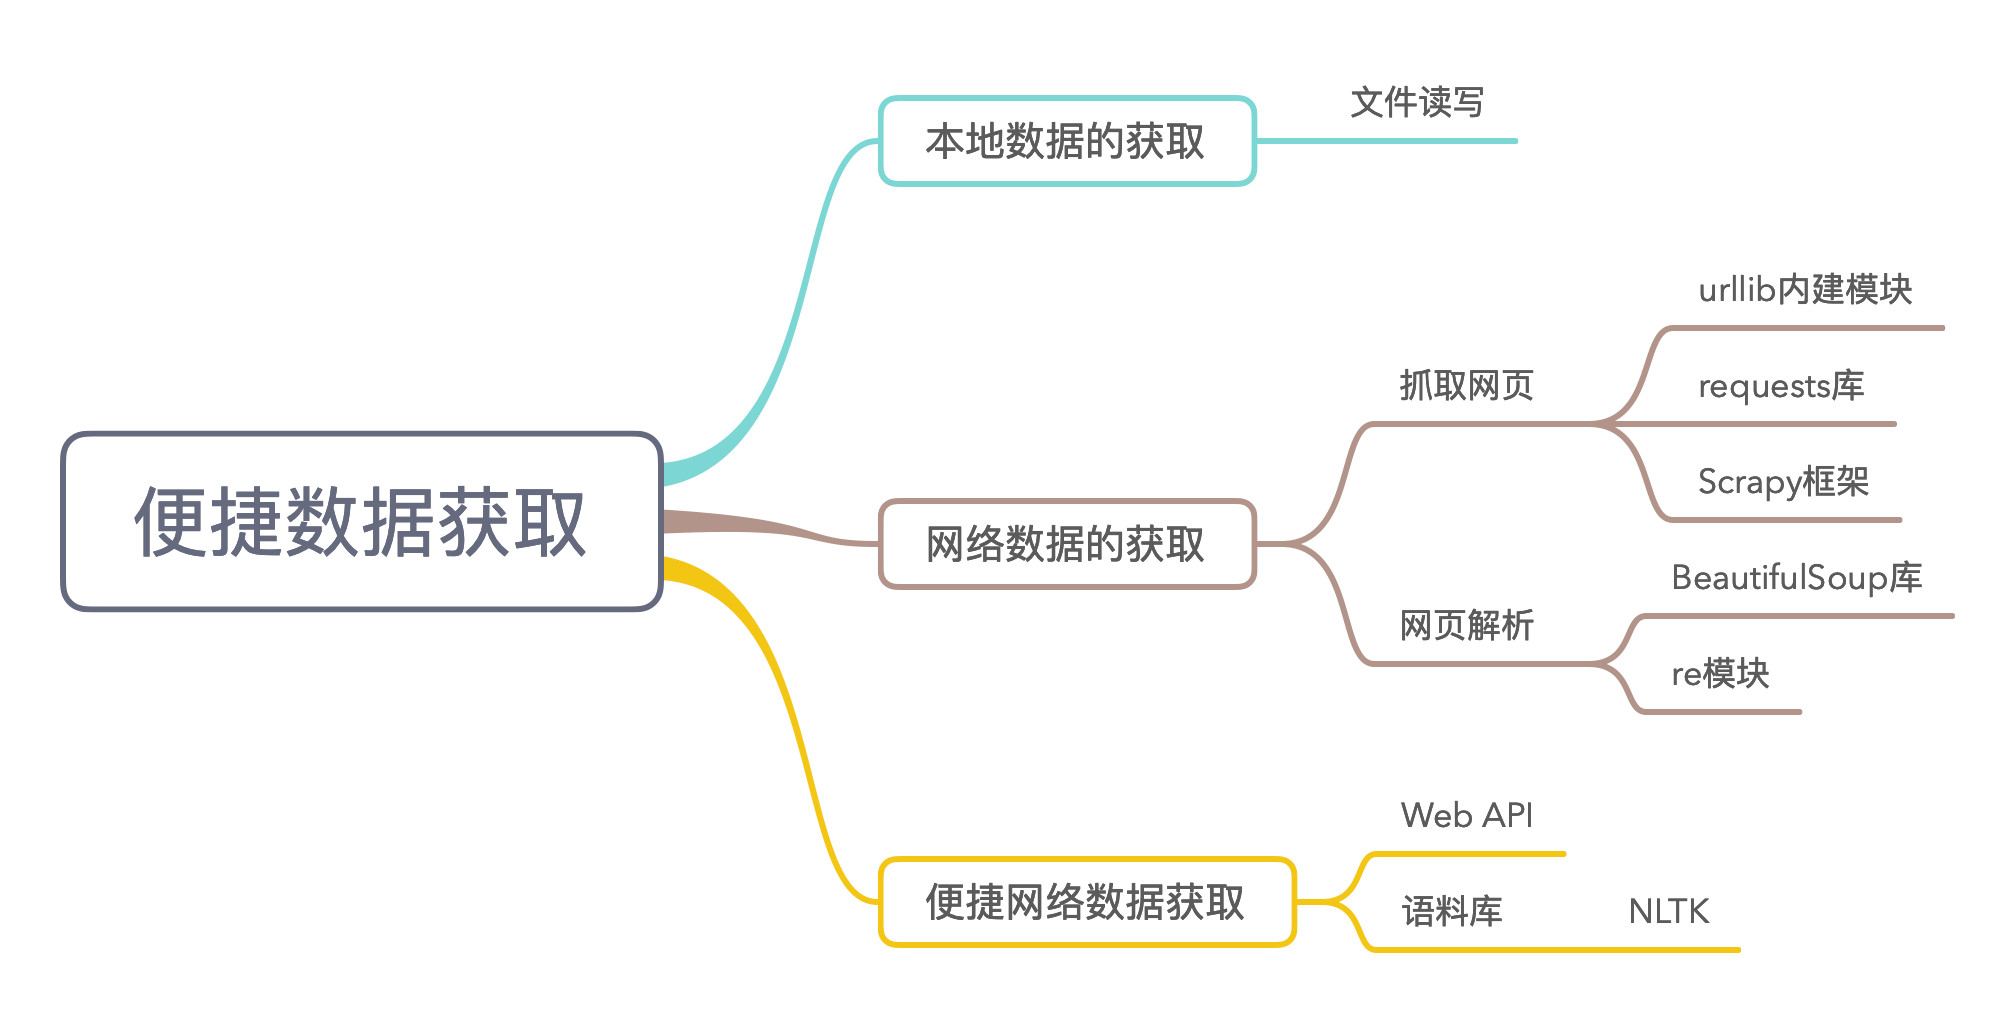 便捷数据获取
本地数据的获取
文件读写
网络数据的获取
抓取网页
urllib内建模块
requests库
Scrapy框架
网页解析
BeautifulSoup库
re模块
便捷网络数据获取
Web API
语料库
NLTK